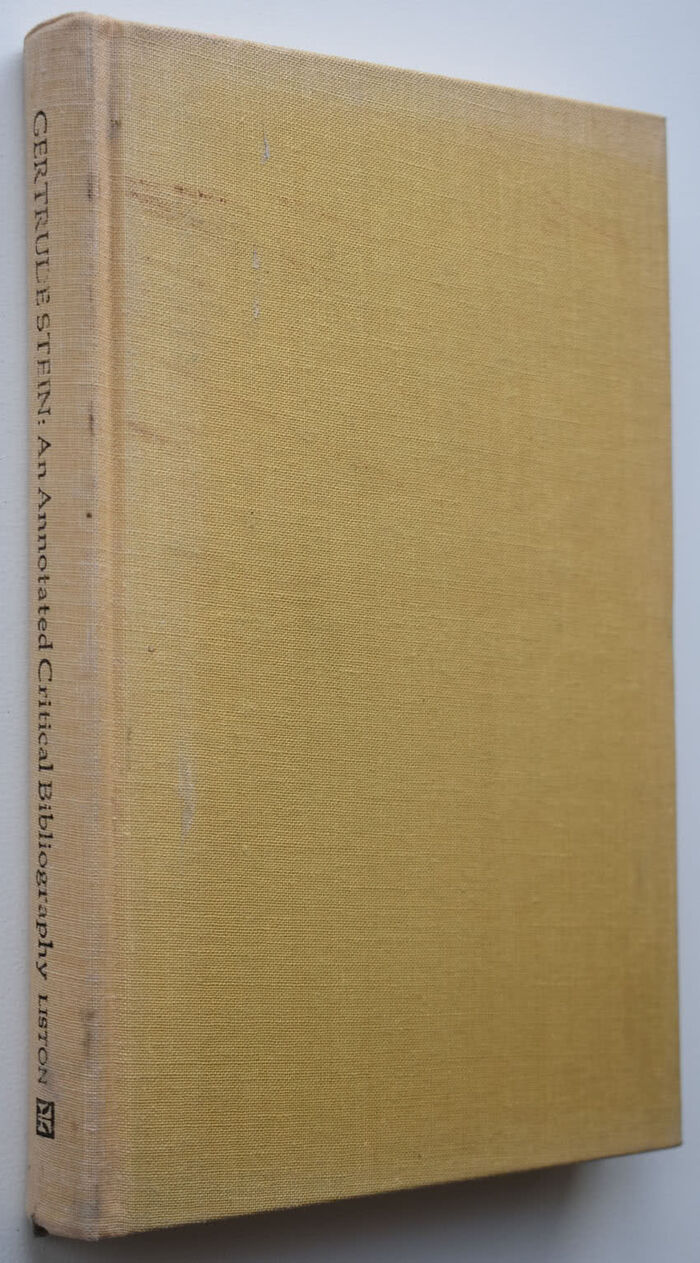 GERTRUDE STEIN: An Annotated Critical Bibliography LISTON